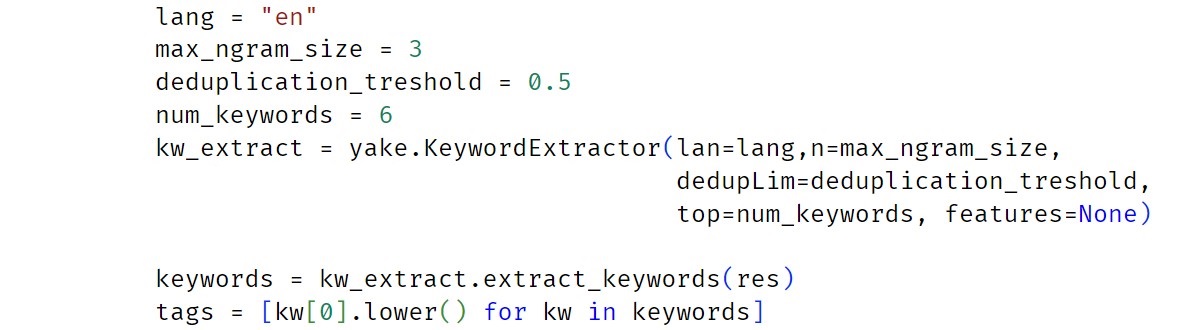 lang = "en"
max_ngram_size = 3
deduplication_treshold = 0.5
num_keywords = 6
kw_extract = yake.KeywordExtractor(lan=lang,n=max_ngram_size,
dedupLim=deduplication_treshold,
top=num_keywords, features=None)
keywords = kw_extract.extract_keywords(res)
tags = [kw[0].lower() for kw in keywords]